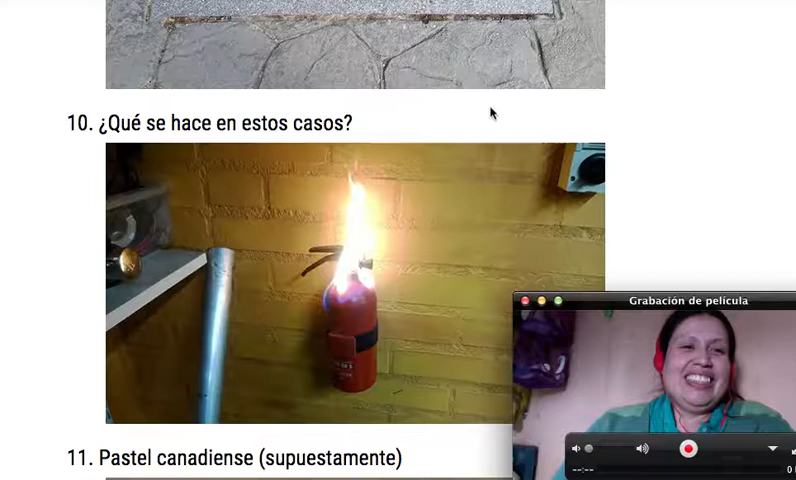 10. ¿Qué se hace en estos casos?
Grabación de película
11. Pastel canadiense (supuestamente)